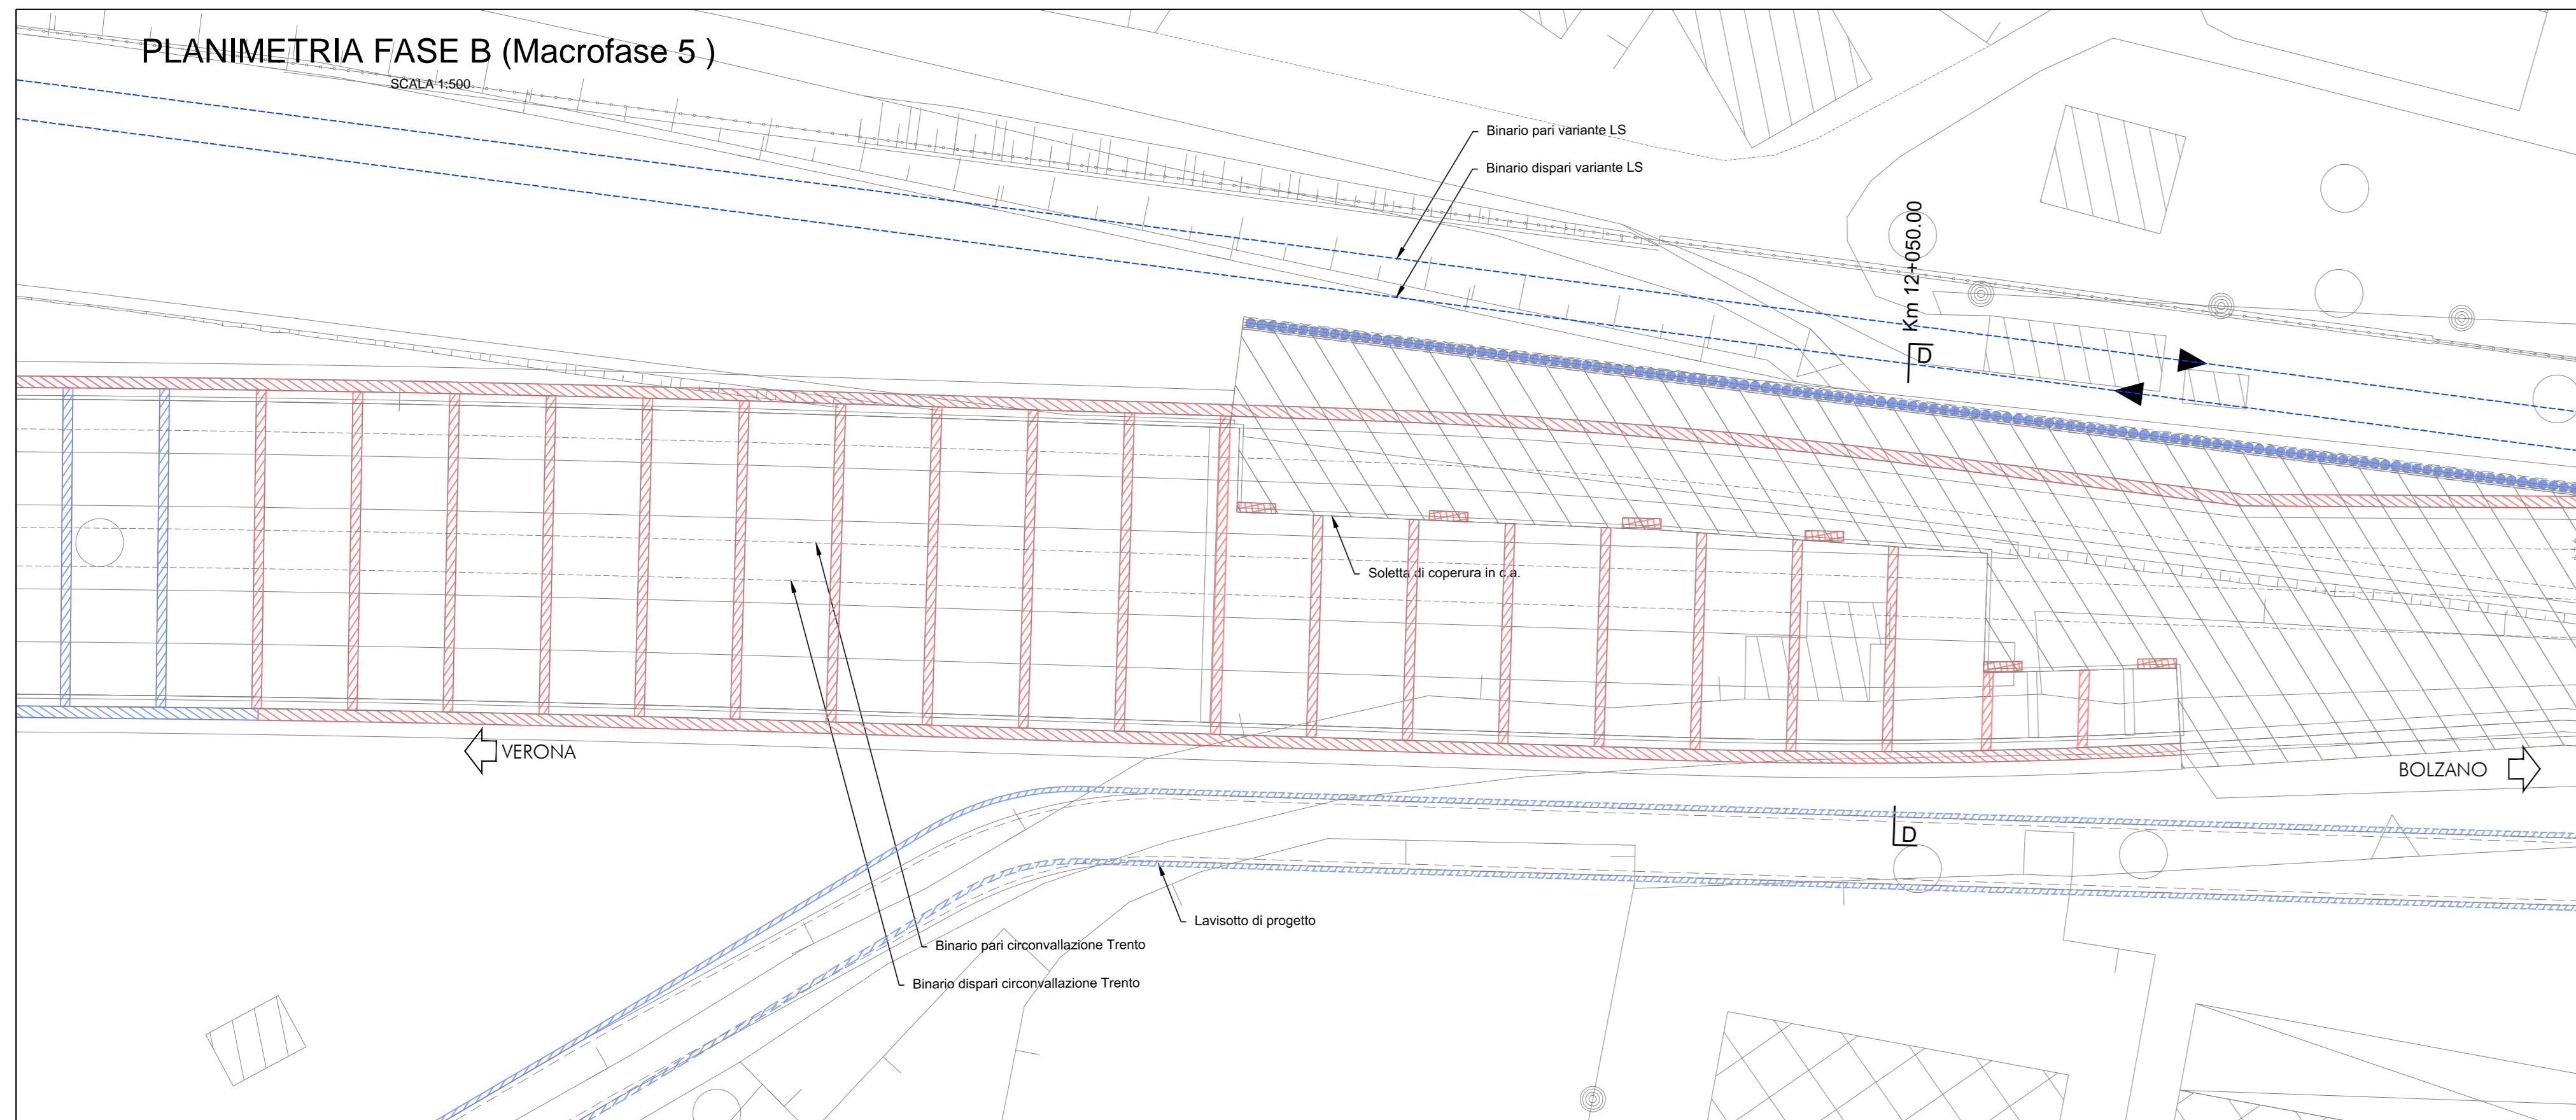 PLANIMETRIA FASE B (Macrofase 5 )
SCALA 1:500
Binario pari variante LS
Binario dispari variante LS
Km 12+050.00
D
Soletta di coperura in c.a.
VERONA
BOLZANO
D
Lavisotto di progetto
Binario pari circonvallazione Trento
Binario dispari circonvallazione Trento